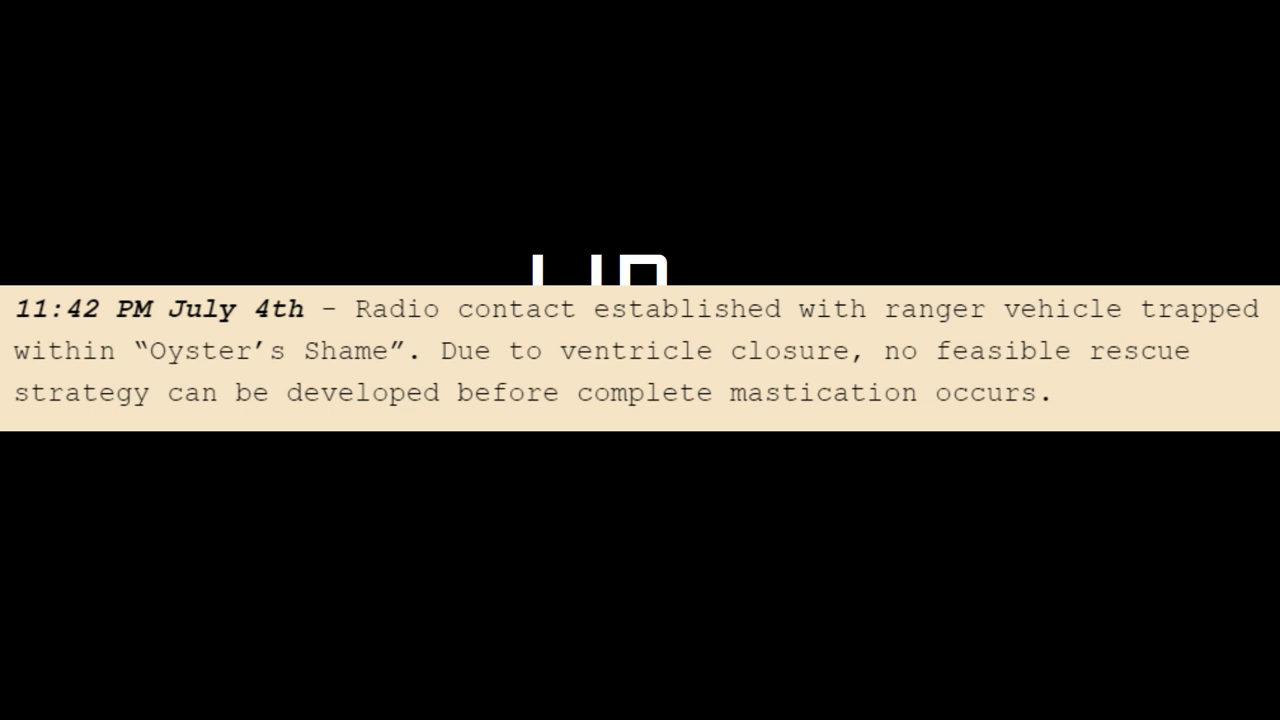 11:42 PM July 4th - Radio contact established with ranger vehicle trapped
within “Oyster’s Shame”. Due to ventricle closure, no feasible rescue
strategy can be developed before complete mastication occurs.